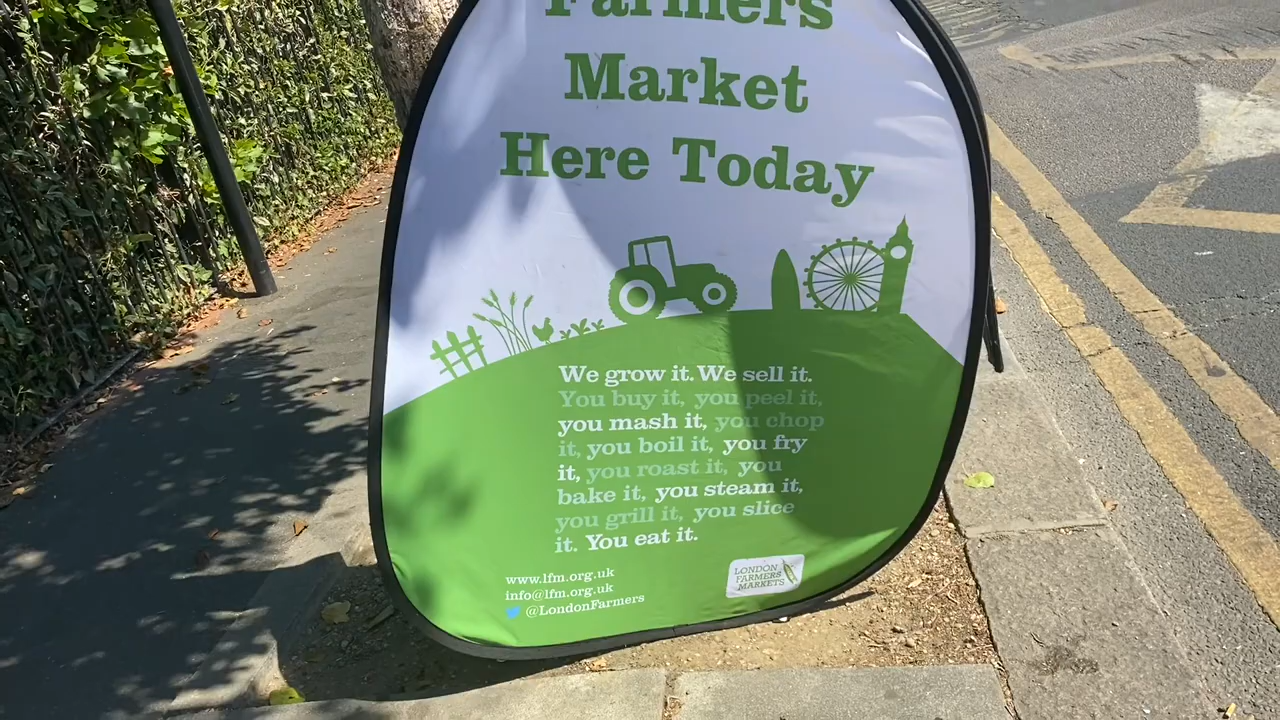 Farmers
Market
Here Today
We grow it. We sell it.
You buy it, you peel it,
you mash it, you chop
it, you boil it, you fry
it, you roast it, you
bake it, you steam it,
you grill it, you slice
it. You eat it.
www.lfm.org.uk
info@lfm.org.uk
@LondonFarmers
LONDON
FARMERS
MARKETS